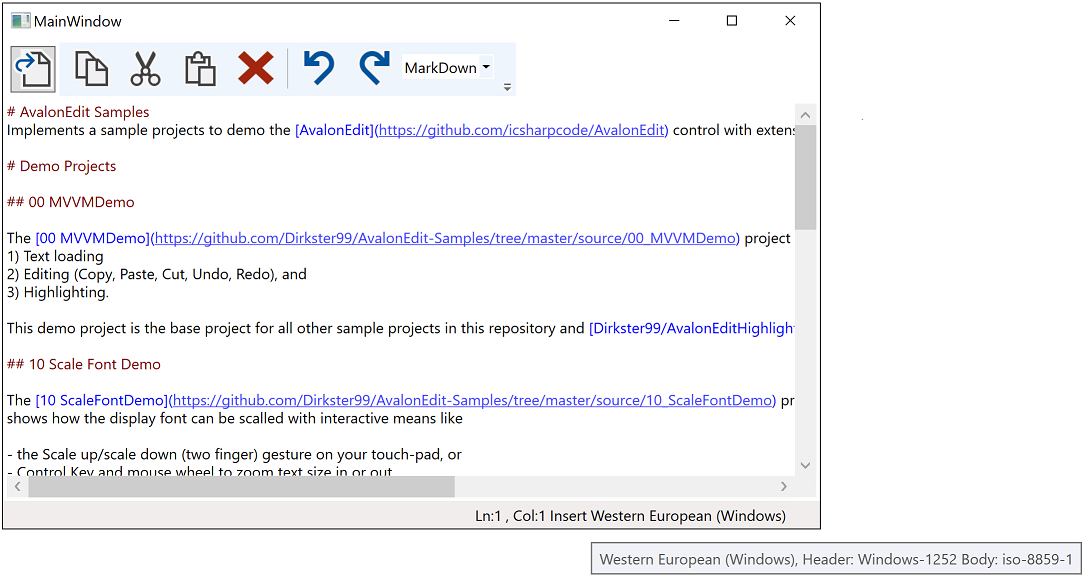 MainWindow
MarkDown
# AvalonEdit Samples
Implements a sample projects to demo the [AvalonEdit](https://github.com/icsharpcode/AvalonEdit) control with exten
# Demo Projects
## 00 MVVMDemo
The [00 MVVMDemo](https://github.com/Dirkster99/AvalonEdit-Samples/tree/master/source/00_MVVMDemo) project
1) Text loading
2) Editing (Copy, Paste, Cut, Undo, Redo), and
3) Highlighting.
This demo project is the base project for all other sample projects in this repository and [Dirkster99/AvalonEditHighligh
## 10 Scale Font Demo
The [10 ScaleFontDemo](https://github.com/Dirkster99/AvalonEdit-Samples/tree/master/source/10_ScaleFontDemo) pr
shows how the display font can be scalled with interactive means like
- the Scale up/scale down (two finger) gesture on your touch-pad, or
- Control Key and mouse wheel to zoom text size in or out
Ln:1 , Col:1 Insert Western European (Windows)
Western European (Windows), Header: Windows-1252 Body: iso-8859-1